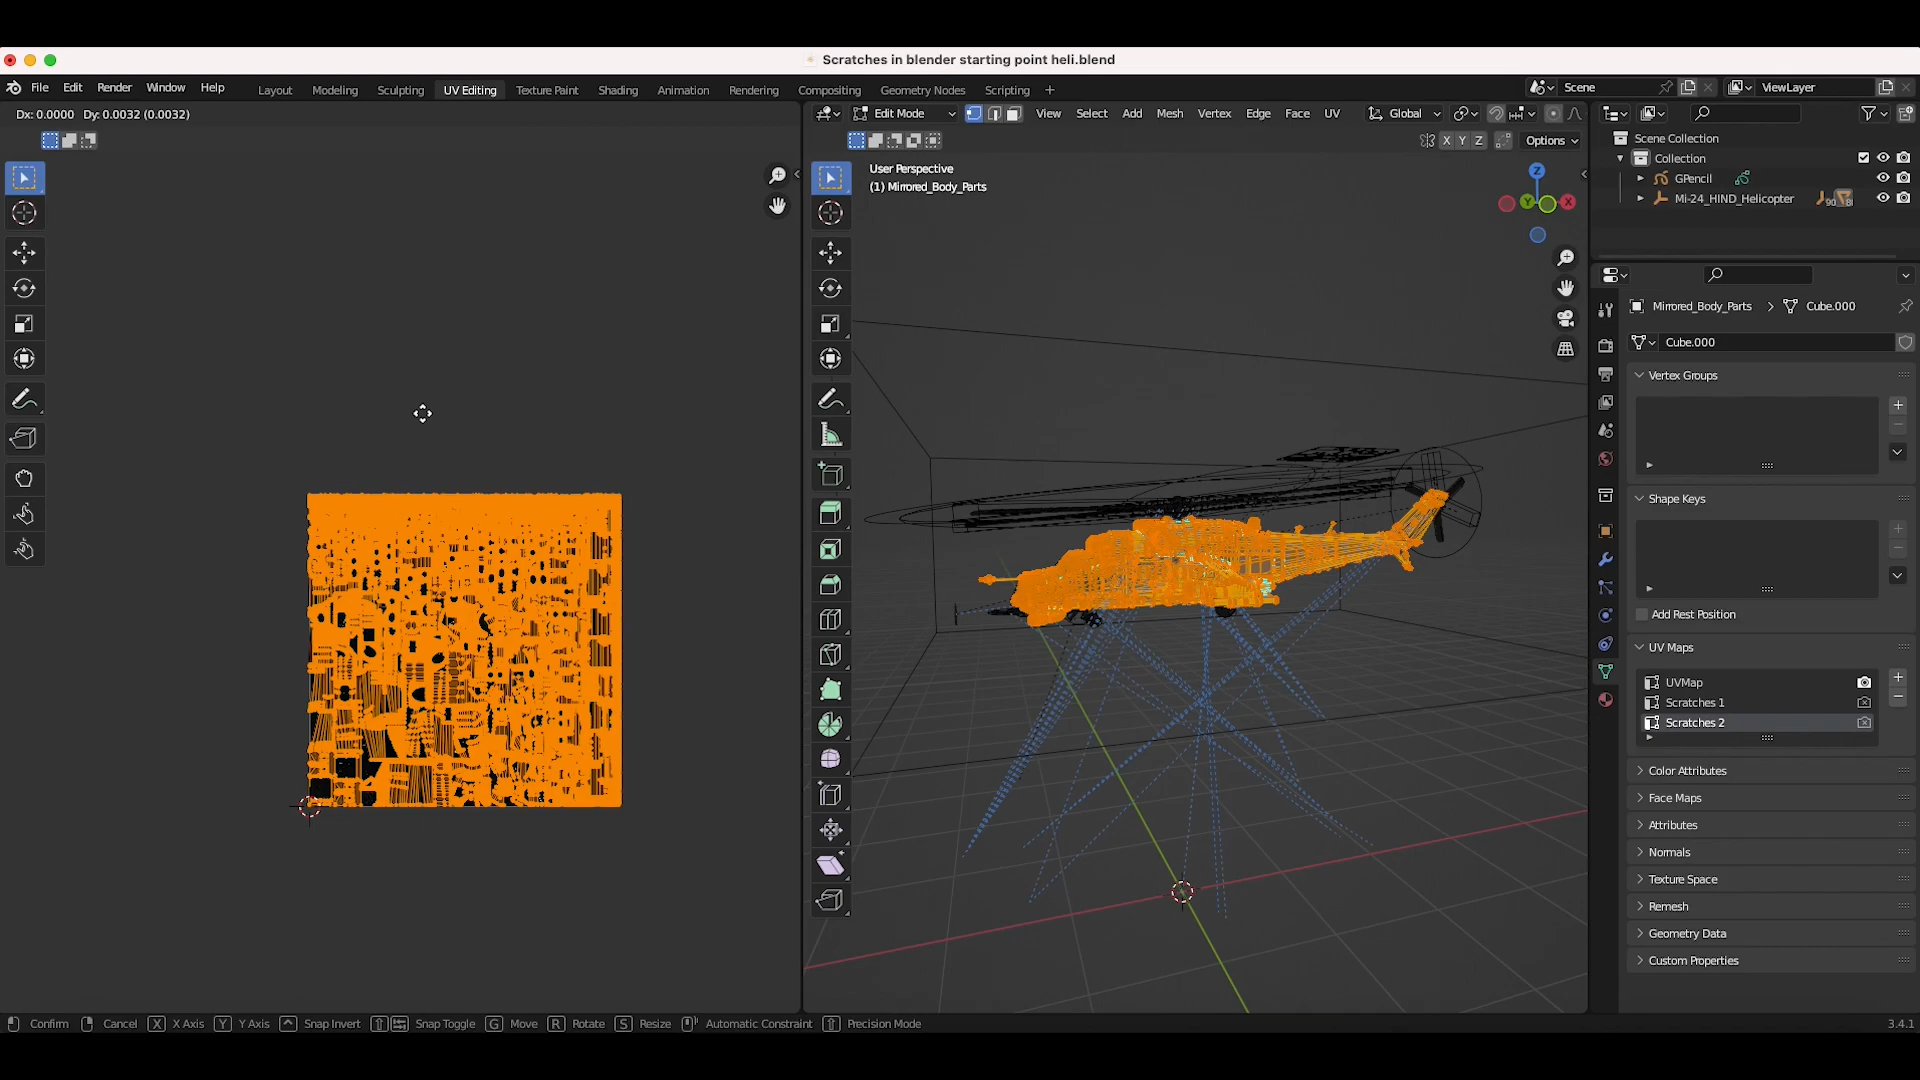 Scratches in blender starting point heli.blend
File Edit Render Window Help Layout Modeling Sculpting UV Editing Texture Paint Shading Animation Rendering Compositing Geometry Nodes Scripting + Scene ViewLayer
Dx: 0.0000 Dy: 0.0032 (0.0032)
Edit Mode View Select Add Mesh Vertex Edge Face UV Global
X Y Z Options
User Perspective
(1) Mirrored_Body_Parts
Z
Y X
Scene Collection
Collection
GPencil
Mi-24_HIND_Helicopter 90
Mirrored_Body_Parts > Cube.000
Cube.000
Vertex Groups
Shape Keys
Add Rest Position
UV Maps
UVMap
Scratches 1
Scratches 2
Color Attributes
Face Maps
Attributes
Normals
Texture Space
Remesh
Geometry Data
Custom Properties
Confirm Cancel X X Axis Y Y Axis Snap Invert Snap Toggle G Move R Rotate S Resize Automatic Constraint Precision Mode 3.4.1